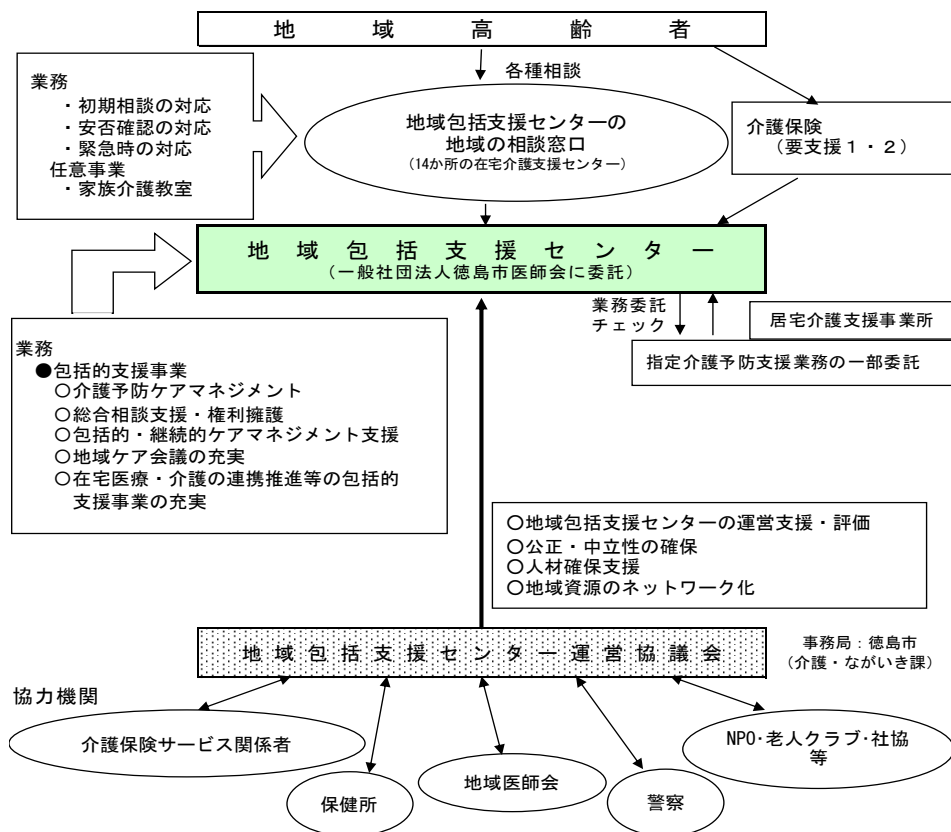 地域高齢者
各種相談
業務
・初期相談の対応
・安否確認の対応
・緊急時の対応
任意事業
・家族介護教室
地域包括支援センターの
地域の相談窓口
(14か所の在宅介護支援センター)
介護保険
(要支援1・2)
地域包括支援センター
(一般社団法人徳島市医師会に委託)
業務委託
チェック
居宅介護支援事業所
指定介護予防支援業務の一部委託
業務
●包括的支援事業
○介護予防ケアマネジメント
○総合相談支援・権利擁護
○包括的・継続的ケアマネジメント支援
○地域ケア会議の充実
○在宅医療・介護の連携推進等の包括的
支援事業の充実
○地域包括支援センターの運営支援・評価
○公正・中立性の確保
○人材確保支援
○地域資源のネットワーク化
地域包括支援センター運営協議会
事務局:徳島市
(介護・ながいき課)
協力機関
介護保険サービス関係者
保健所
地域医師会
警察
NPO・老人クラブ・社協
等